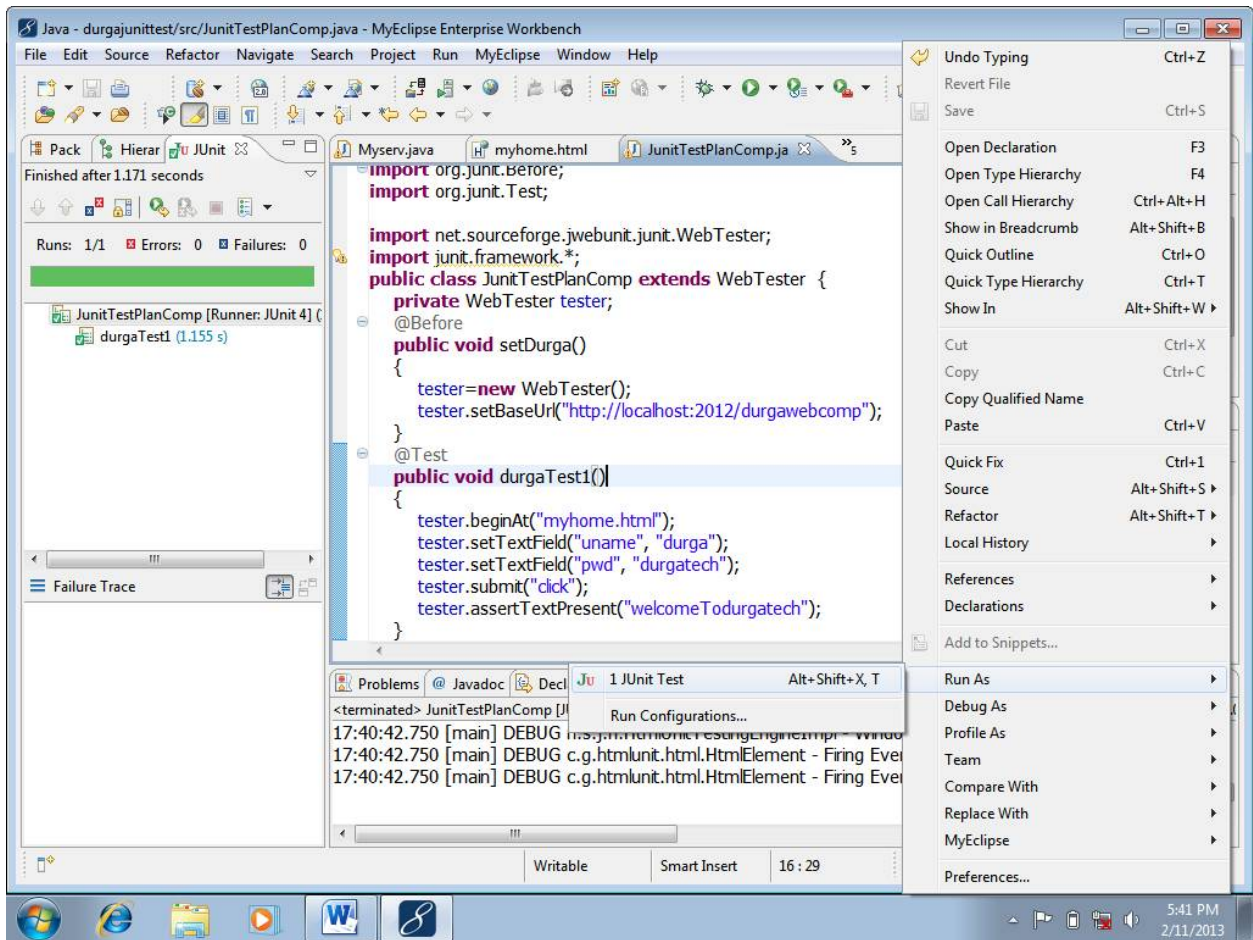 Java - durgajunittest/src/JunitTestPlanComp.java - MyEclipse Enterprise Workbench
File Edit Source Refactor Navigate Search Project Run MyEclipse Window Help
Pack Hierar JUnit
Finished after 1.171 seconds
Runs: 1/1 Errors: 0 Failures: 0
JunitTestPlanComp [Runner: JUnit 4] (
durgaTest1 (1.155 s)
Failure Trace
Myserv.java myhome.html JunitTestPlanComp.ja »5
import org.junit.Before;
import org.junit.Test;
import net.sourceforge.jwebunit.junit.WebTester;
import junit.framework.*;
public class JunitTestPlanComp extends WebTester {
private WebTester tester;
@Before
public void setDurga()
{
tester=new WebTester();
tester.setBaseUrl("http://localhost:2012/durgawebcomp");
}
@Test
public void durgaTest1()
{
tester.beginAt("myhome.html");
tester.setTextField("uname", "durga");
tester.setTextField("pwd", "durgatech");
tester.submit("click");
tester.assertTextPresent("welcomeTodurgatech");
}
Problems @ Javadoc Decl
<terminated> JunitTestPlanComp [JU
17:40:42.750 [main] DEBUG n.s.j.h.HtmlUnitTestingEngineImpl - Windo
17:40:42.750 [main] DEBUG c.g.htmlunit.html.HtmlElement - Firing Eve
17:40:42.750 [main] DEBUG c.g.htmlunit.html.HtmlElement - Firing Eve
Ju 1 JUnit Test Alt+Shift+X, T
Run Configurations...
Undo Typing Ctrl+Z
Revert File
Save Ctrl+S
Open Declaration F3
Open Type Hierarchy F4
Open Call Hierarchy Ctrl+Alt+H
Show in Breadcrumb Alt+Shift+B
Quick Outline Ctrl+O
Quick Type Hierarchy Ctrl+T
Show In Alt+Shift+W
Cut Ctrl+X
Copy Ctrl+C
Copy Qualified Name
Paste Ctrl+V
Quick Fix Ctrl+1
Source Alt+Shift+S
Refactor Alt+Shift+T
Local History
References
Declarations
Add to Snippets...
Run As
Debug As
Profile As
Team
Compare With
Replace With
MyEclipse
Preferences...
Writable Smart Insert 16 : 29
5:41 PM
2/11/2013